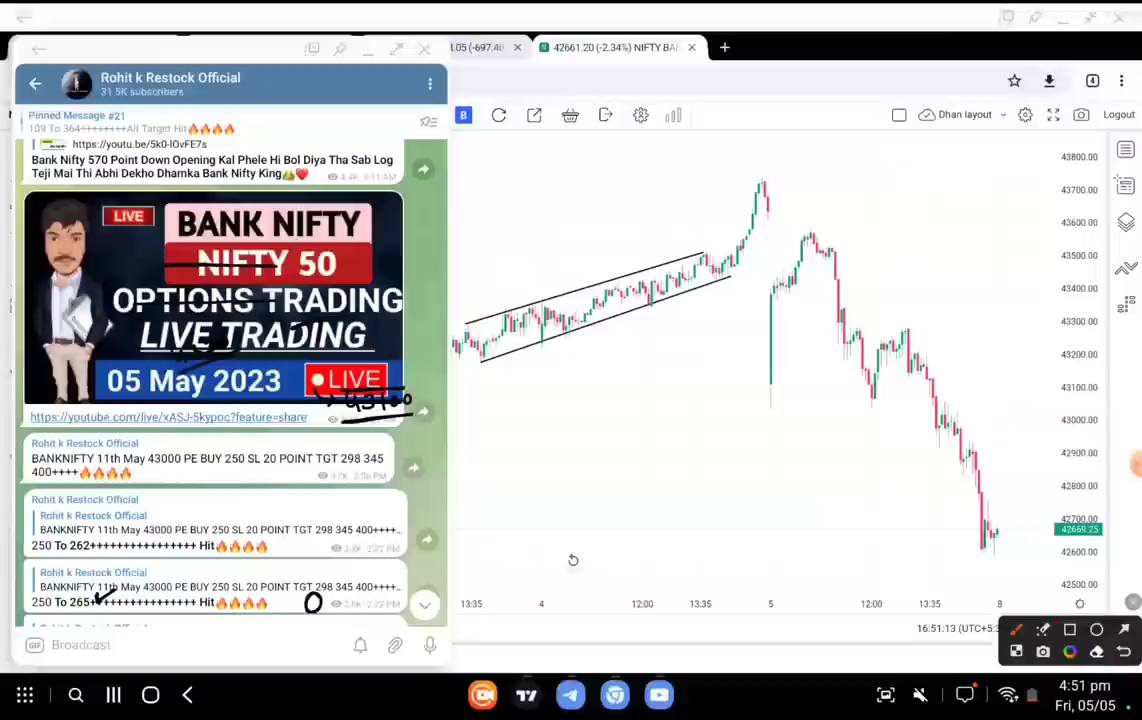 Rohit k Restock Official
31.5K subscribers
Pinned Message #21
109 To 364++++++++All Target Hit🔥🔥🔥🔥
https://youtu.be/5k0-lOvFE7s
Bank Nifty 570 Point Down Opening Kal Phele Hi Bol Diya Tha Sab Log
Teji Mai Thi Abhi Dekho Dhamka Bank Nifty King
LIVE
BANK NIFTY
NIFTY 50
OPTIONS TRADING
LIVE TRADING
05 May 2023
LIVE
https://youtube.com/live/xASJ-5kypoc?feature=share
Rohit k Restock Official
BANKNIFTY 11th May 43000 PE BUY 250 SL 20 POINT TGT 298 345
400++++🔥🔥🔥🔥
2:06 PM
Rohit k Restock Official
Rohit k Restock Official
BANKNIFTY 11th May 43000 PE BUY 250 SL 20 POINT TGT 298 345 400++++...
250 To 262++++++++++++++++ Hit🔥🔥🔥🔥
Rohit k Restock Official
BANKNIFTY 11th May 43000 PE BUY 250 SL 20 POINT TGT 298 345 400++++...
250 To 265++++++++++++++++ Hit🔥🔥🔥🔥
GIF
Broadcast
.05 (-697.40
42661.20 (-2.34%) NIFTY BA
B
4
Dhan layout
Logout
43800.00
43700.00
43600.00
43500.00
43400.00
43300.00
43200.00
43100.00
43000.00
42900.00
42800.00
42700.00
42669.25
42600.00
42500.00
13:35
4
12:00
13:35
5
12:00
13:35
8
16:51:13 (UTC+5:3
4:51 pm
Fri, 05/05